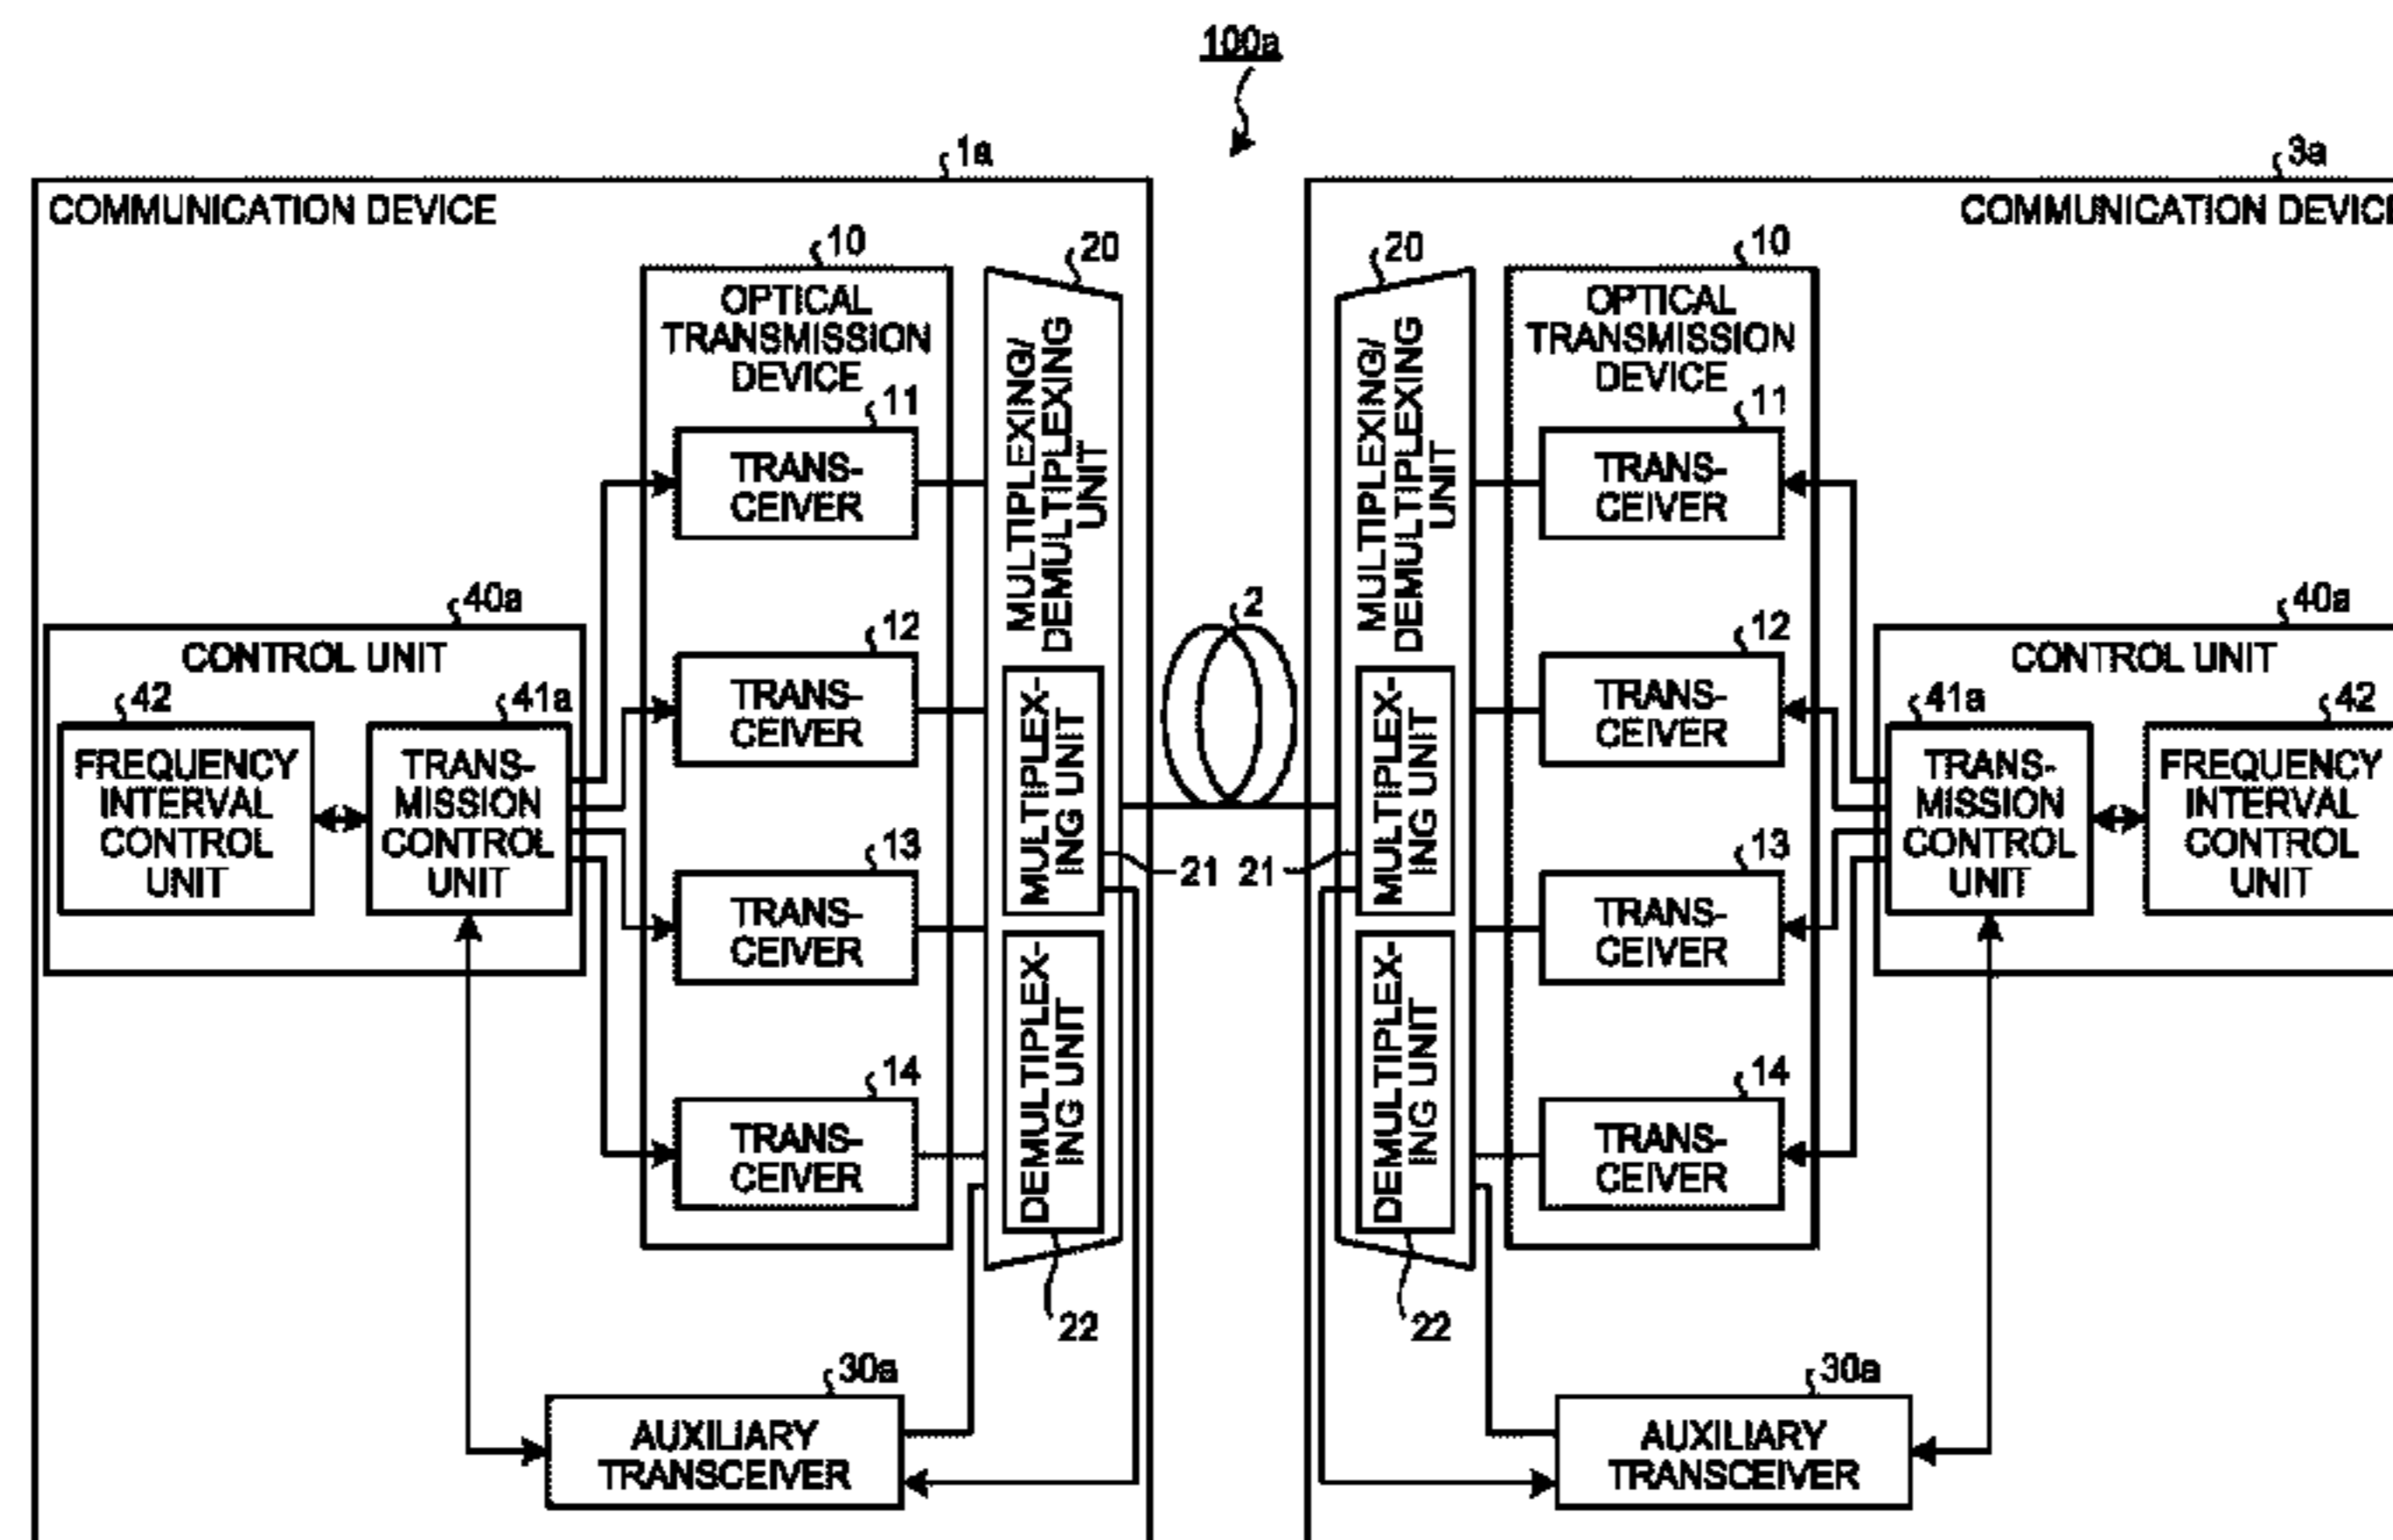 100a
1a
COMMUNICATION DEVICE
10
OPTICAL
TRANSMISSION
DEVICE
20
MULTIPLEXING/
DEMULTIPLEXING
UNIT
11
TRANS-
CEIVER
12
TRANS-
CEIVER
13
TRANS-
CEIVER
14
TRANS-
CEIVER
40a
CONTROL UNIT
42
FREQUENCY
INTERVAL
CONTROL
UNIT
41a
TRANS-
MISSION
CONTROL
UNIT
MULTIPLEX-
ING UNIT
21
DEMULTIPLEX-
ING UNIT
22
30a
AUXILIARY
TRANSCEIVER
2
3a
COMMUNICATION DEVICE
20
MULTIPLEXING/
DEMULTIPLEXING
UNIT
10
OPTICAL
TRANSMISSION
DEVICE
11
TRANS-
CEIVER
12
TRANS-
CEIVER
13
TRANS-
CEIVER
14
TRANS-
CEIVER
21
MULTIPLEX-
ING UNIT
DEMULTIPLEX-
ING UNIT
22
40a
CONTROL UNIT
41a
TRANS-
MISSION
CONTROL
UNIT
42
FREQUENCY
INTERVAL
CONTROL
UNIT
30a
AUXILIARY
TRANSCEIVER